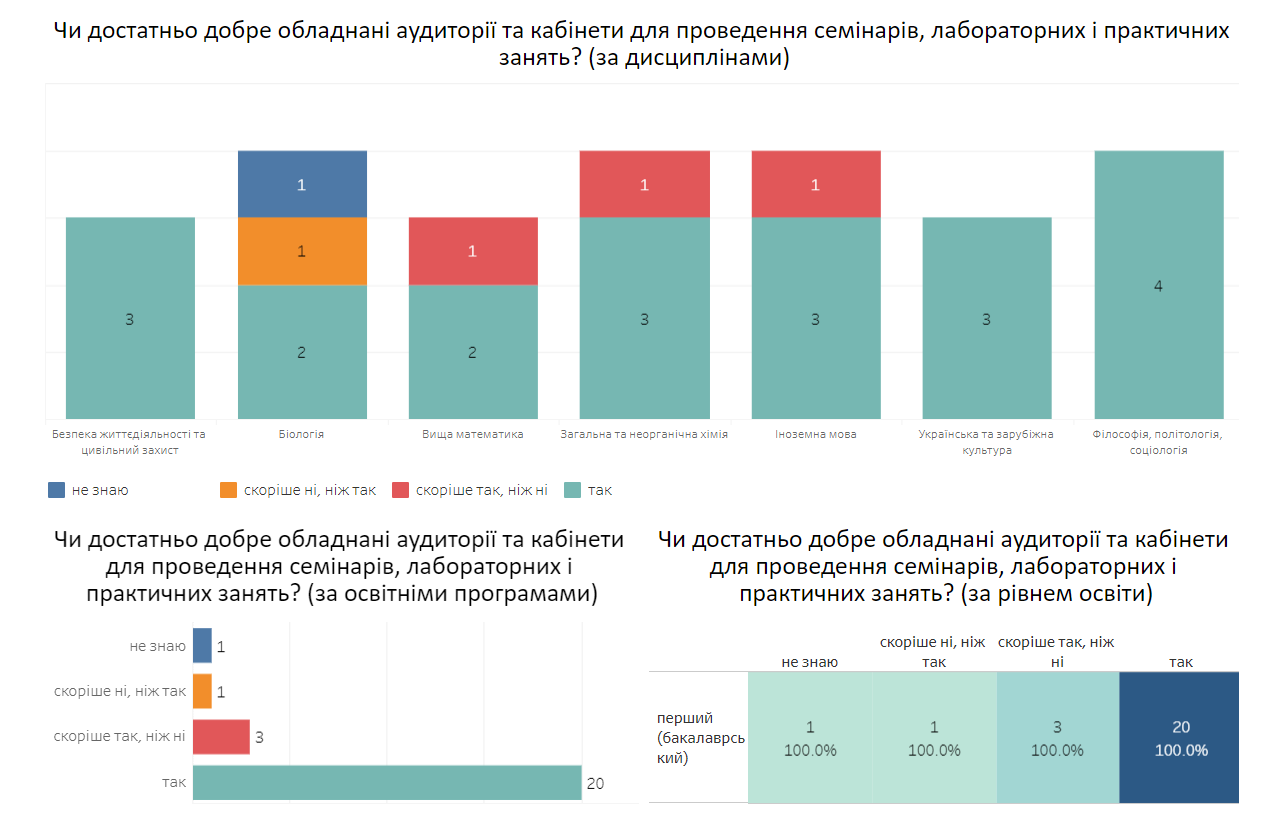 Чи достатньо добре обладнані аудиторії та кабінети для проведення семінарів, лабораторних і практичних
занять? (за дисциплінами)
1
1
1
1
1
4
3
3
3
3
2
2
Безпека життєдіяльності та
цивільний захист
Біологія
Вища математика
Загальна та неорганічна хімія
Іноземна мова
Українська та зарубіжна
культура
Філософія, політологія,
соціологія
не знаю
скоріше ні, ніж так
скоріше так, ніж ні
так
Чи достатньо добре обладнані аудиторії та кабінети
для проведення семінарів, лабораторних і
практичних занять? (за освітніми програмами)
не знаю 1
скоріше ні, ніж так 1
скоріше так, ніж ні 3
так 20
Чи достатньо добре обладнані аудиторії та кабінети
для проведення семінарів, лабораторних і
практичних занять? (за рівнем освіти)
не знаю
скоріше ні, ніж
так
скоріше так, ніж
ні
так
перший
(бакалаврсь
кий)
1
100.0%
1
100.0%
3
100.0%
20
100.0%